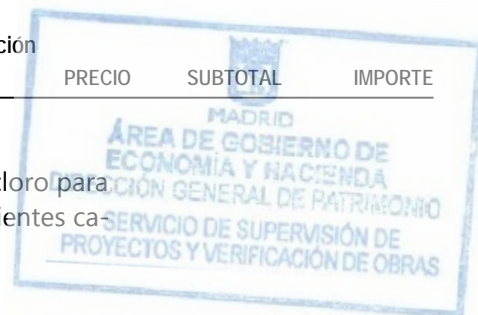 ción
PRECIO SUBTOTAL IMPORTE
MADRID
ÁREA DE GOBIERNO DE
ECONOMÍA Y HACIENDA
cloro para
DIRECCIÓN GENERAL DE PATRIMONIO
ientes ca-
SERVICIO DE SUPERVISIÓN DE
PROYECTOS Y VERIFICACIÓN DE OBRAS